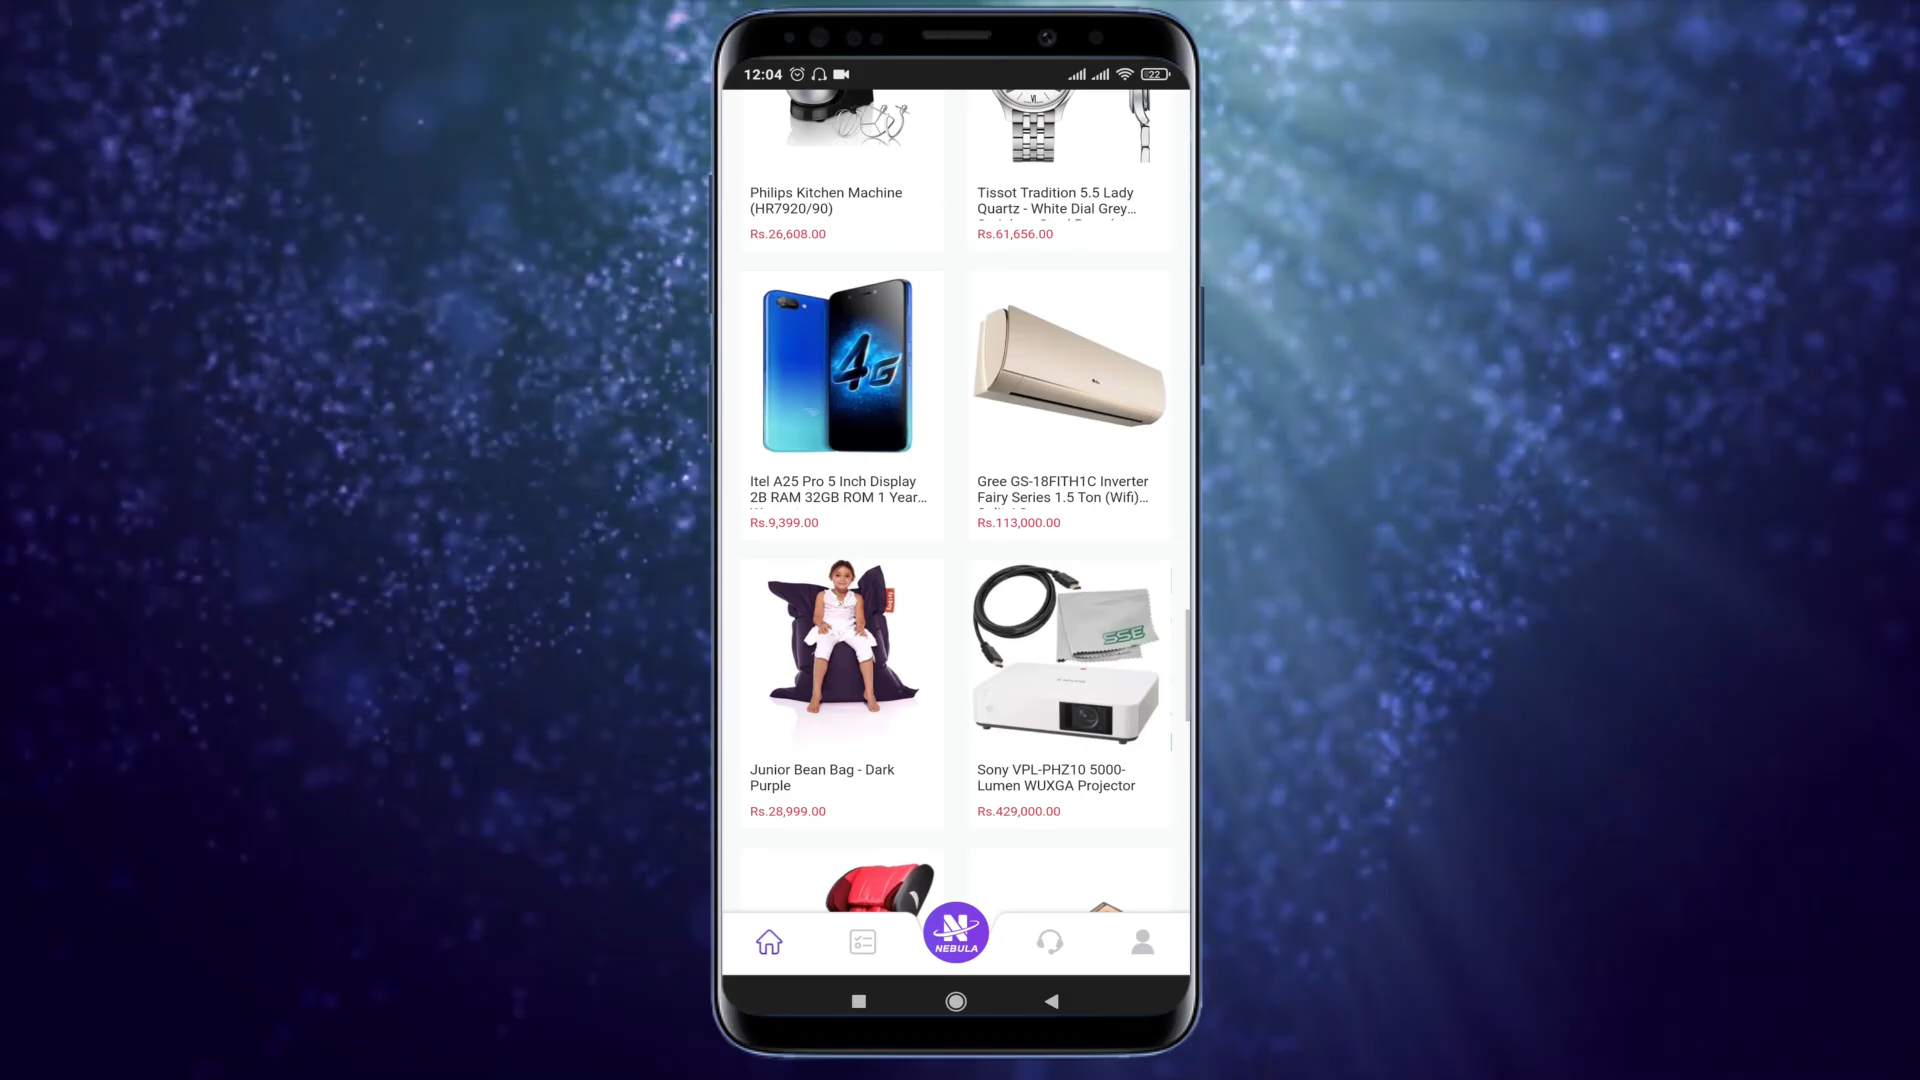 12:04
22
VI
Philips Kitchen Machine
(HR7920/90)
Rs.26,608.00
Tissot Tradition 5.5 Lady
Quartz - White Dial Grey…
Rs.61,656.00
4G
Itel A25 Pro 5 Inch Display
2B RAM 32GB ROM 1 Year…
Rs.9,399.00
Gree GS-18FITH1C Inverter
Fairy Series 1.5 Ton (Wifi)…
Rs.113,000.00
SSE
Junior Bean Bag - Dark
Purple
Rs.28,999.00
Sony VPL-PHZ10 5000-
Lumen WUXGA Projector
Rs.429,000.00
N
NEBULA